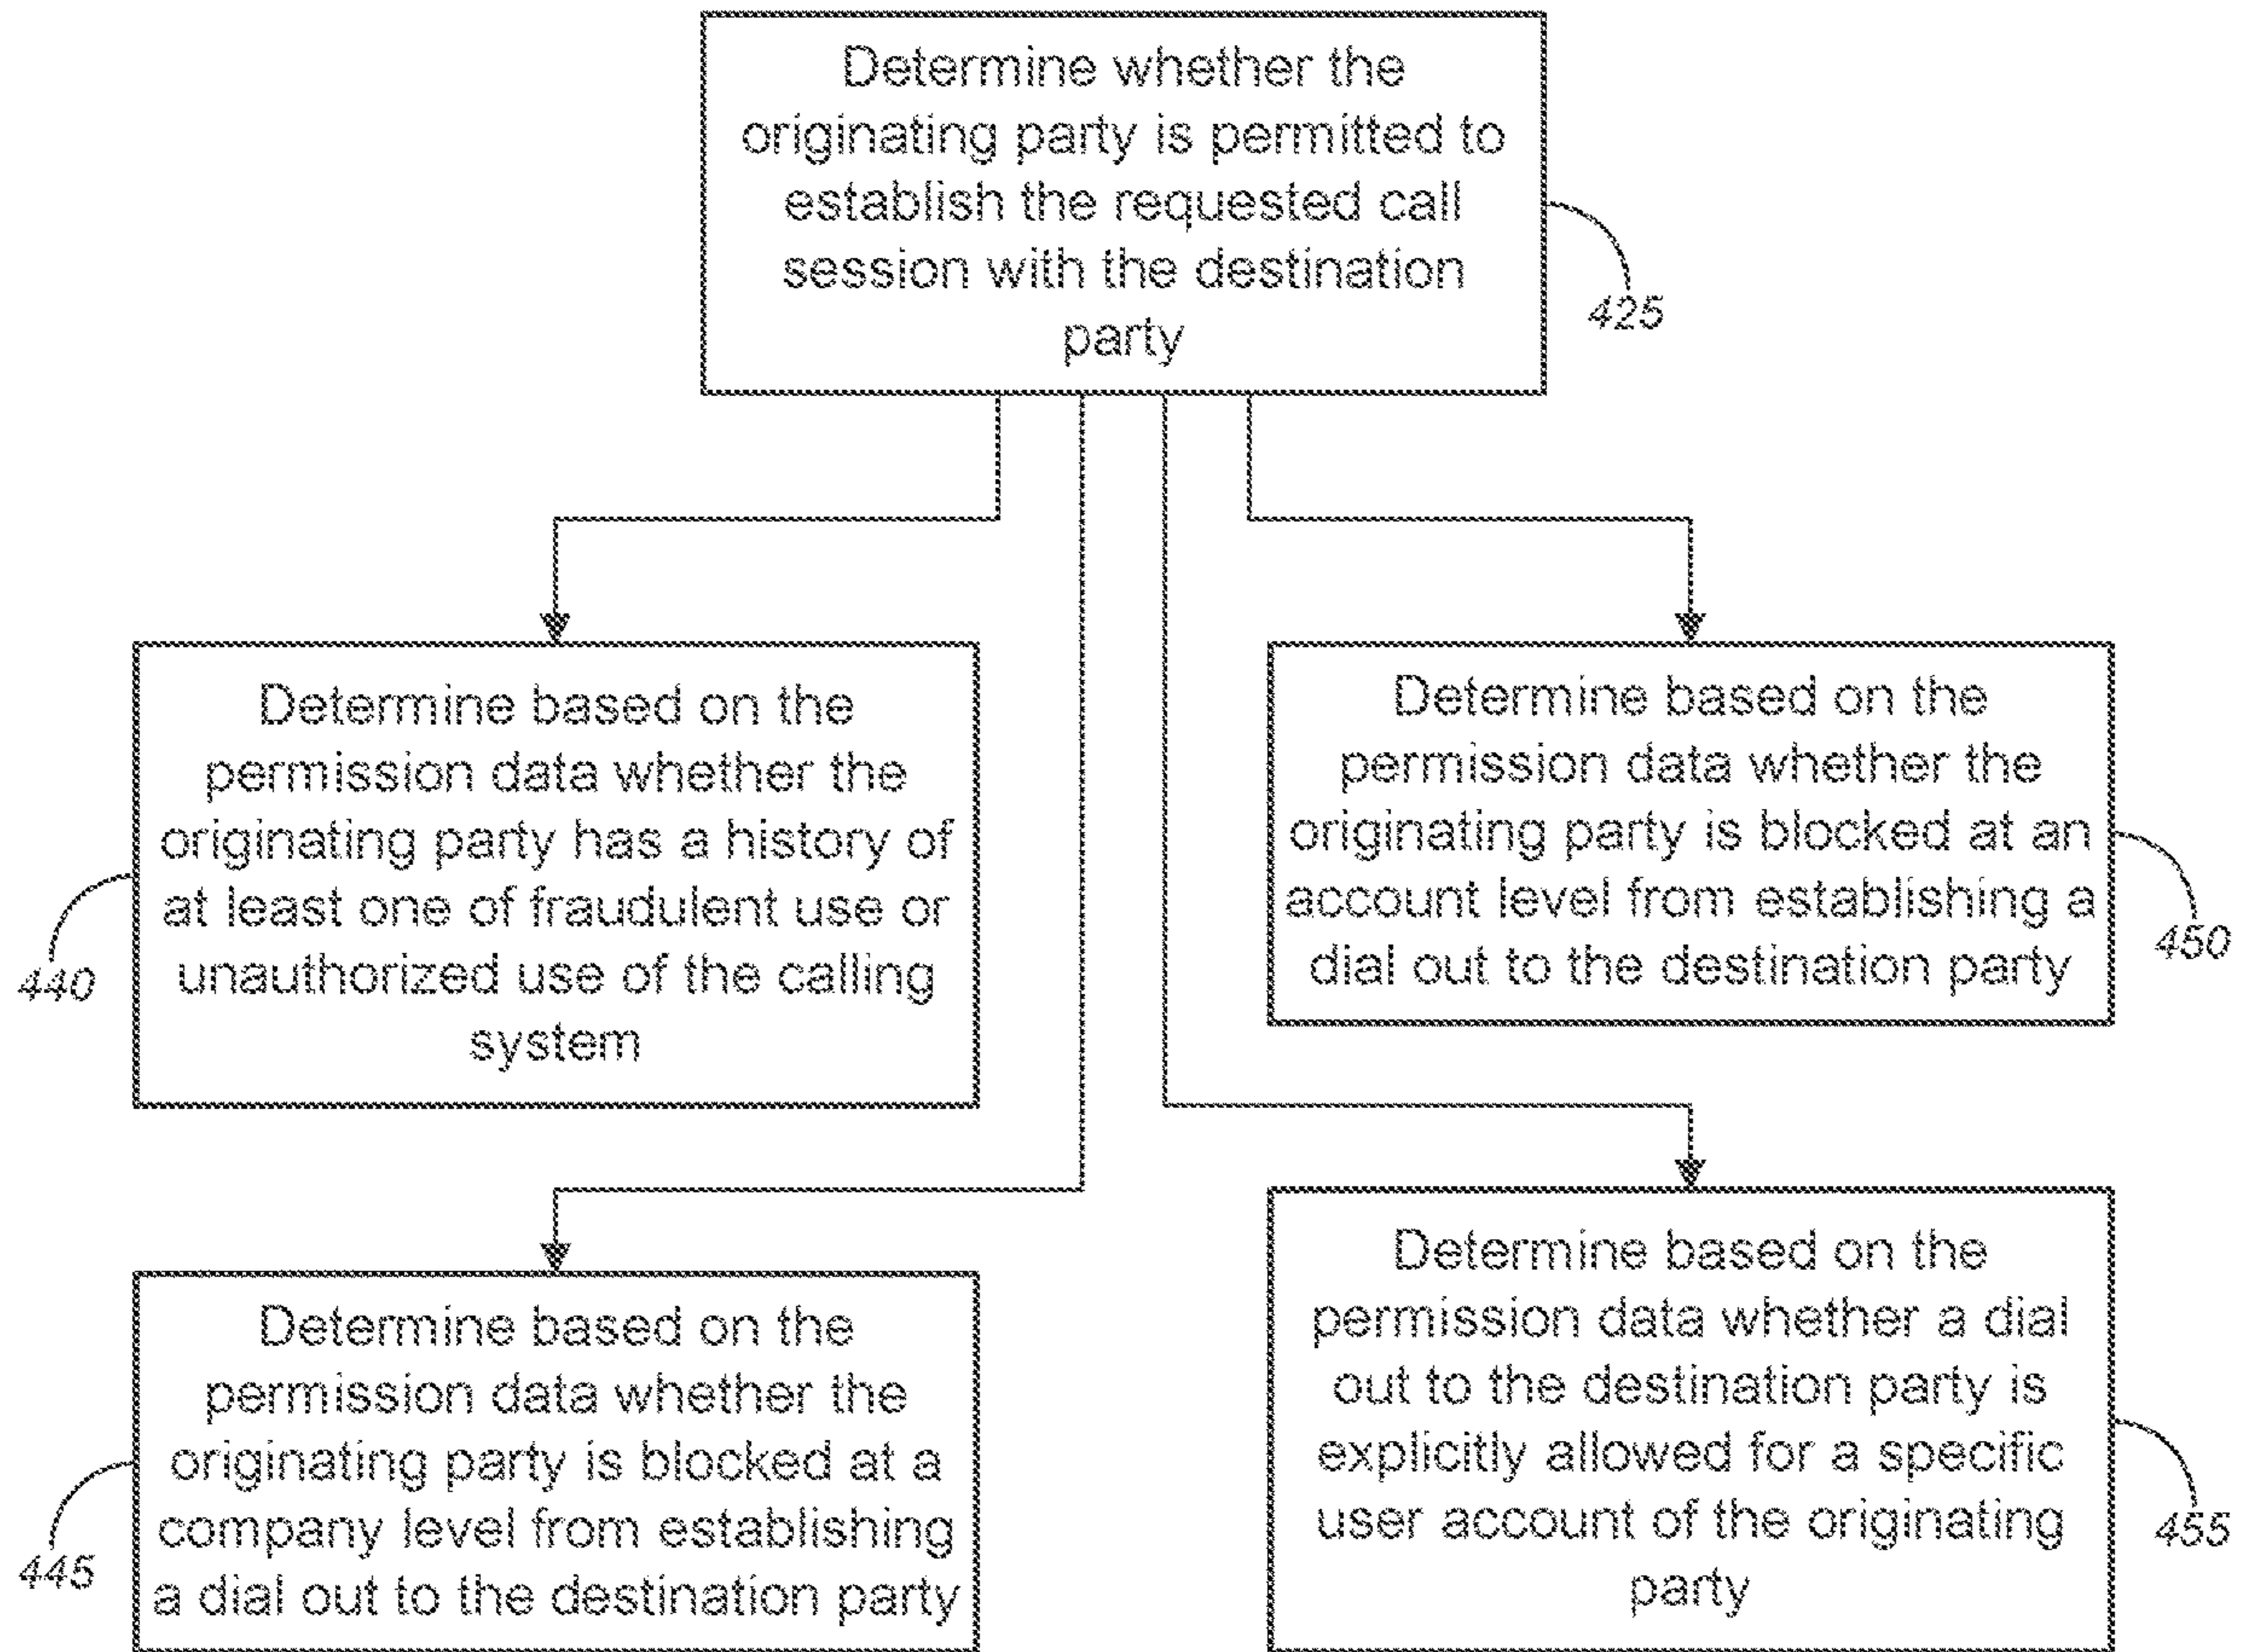 Determine whether the
originating party is permitted to
establish the requested call
session with the destination
party
425
Determine based on the
permission data whether the
originating party has a history of
at least one of fraudulent use or
unauthorized use of the calling
system
440
Determine based on the
permission data whether the
originating party is blocked at an
account level from establishing a
dial out to the destination party
450
Determine based on the
permission data whether the
originating party is blocked at a
company level from establishing
a dial out to the destination party
445
Determine based on the
permission data whether a dial
out to the destination party is
explicitly allowed for a specific
user account of the originating
party
455